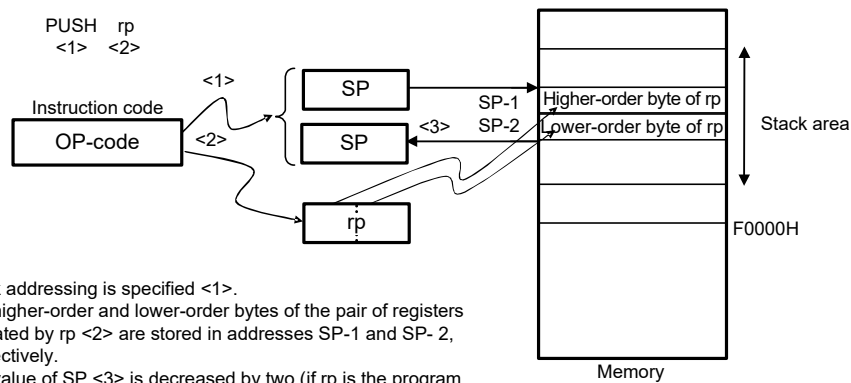 PUSH rp
<1> <2>
<1>
Instruction code
OP-code
<2>
SP
SP
<3>
rp
SP-1
SP-2
Higher-order byte of rp
Lower-order byte of rp
Stack area
F0000H
Memory
addressing is specified <1>.
higher-order and lower-order bytes of the pair of registers
ated by rp <2> are stored in addresses SP-1 and SP- 2,
ectively.
value of SP <3> is decreased by two (if rp is the program